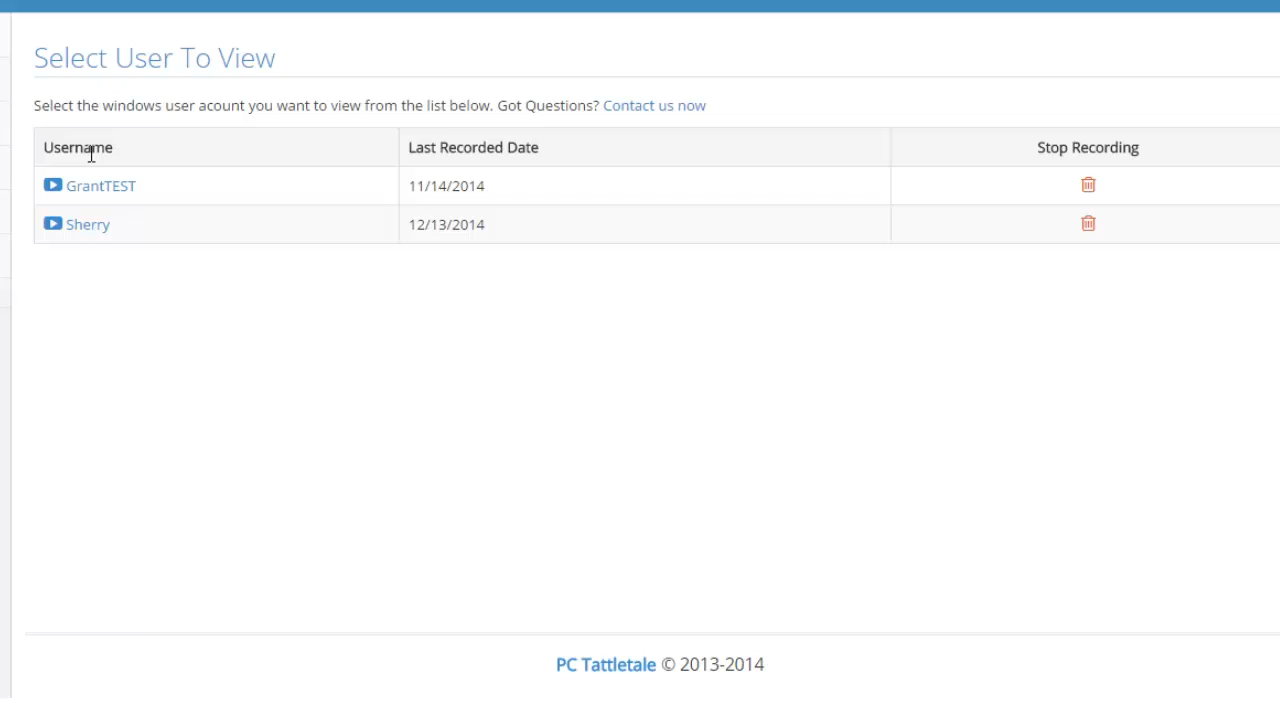 Select User To View
Select the windows user acount you want to view from the list below. Got Questions? Contact us now
Username Last Recorded Date Stop Recording
GrantTEST 11/14/2014
Sherry 12/13/2014
PC Tattletale © 2013-2014